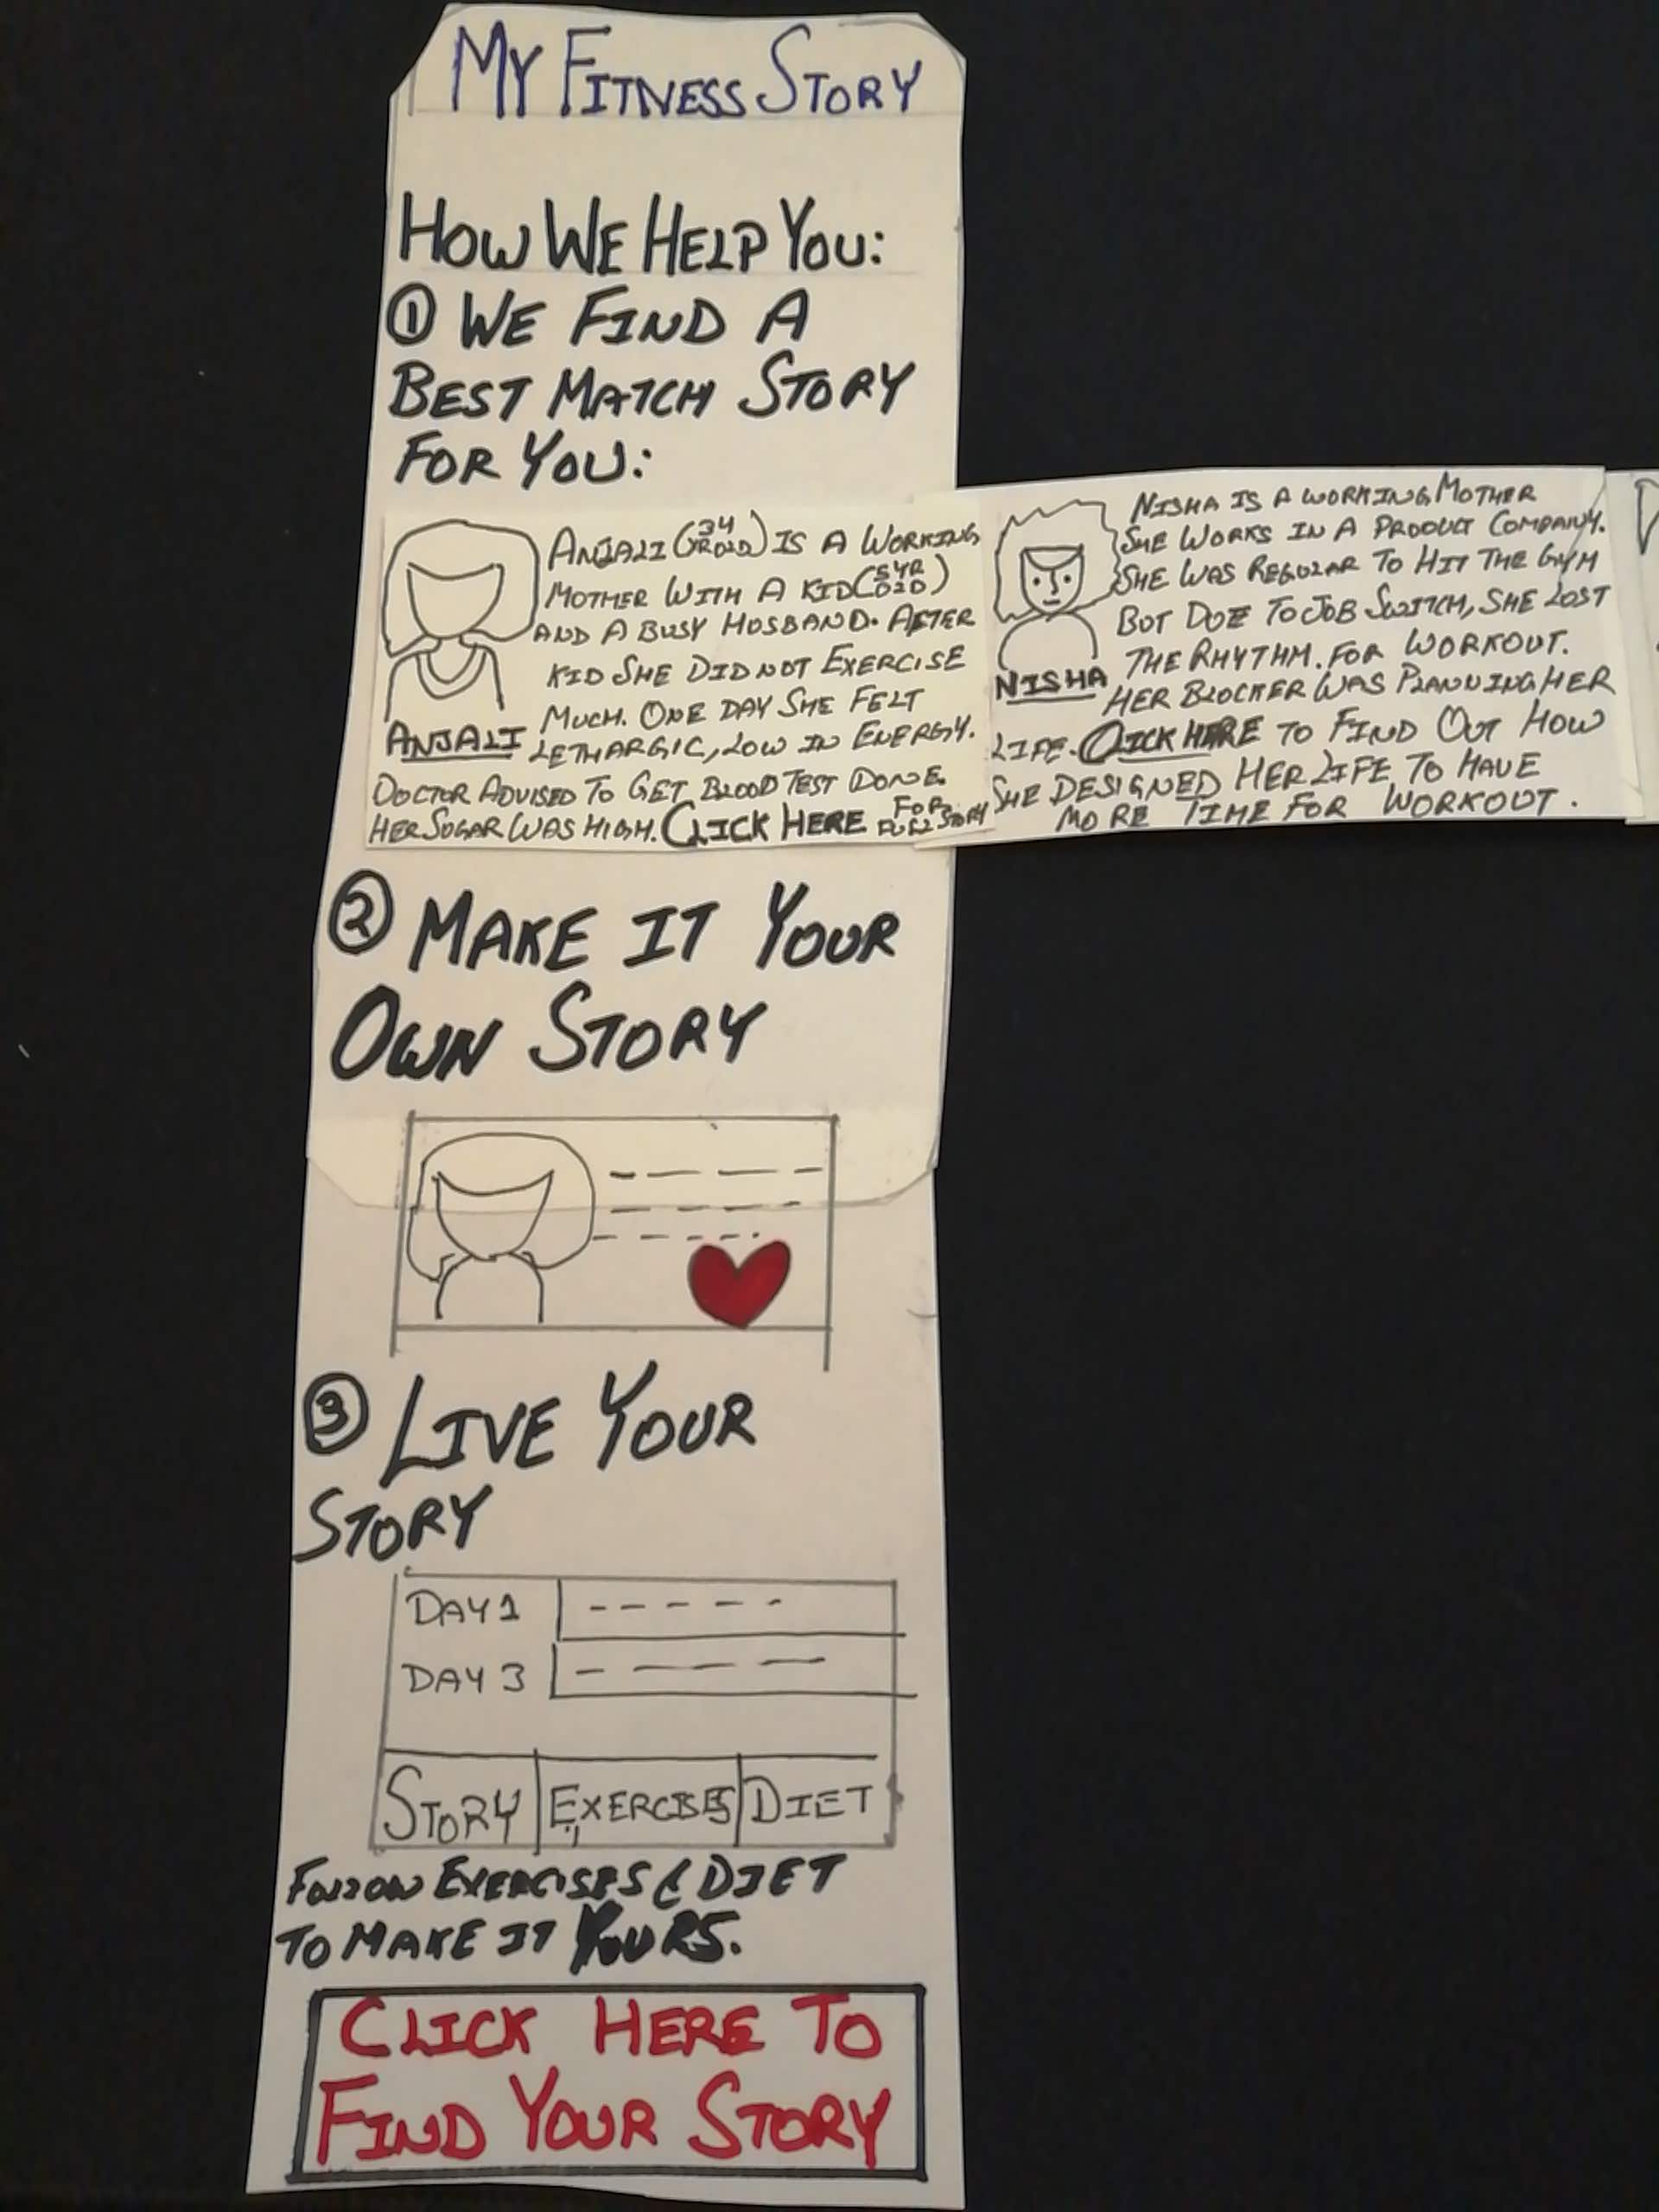 MY FITNESS STORY
HOW WE HELP YOU:
① WE FIND A
BEST MATCH STORY
FOR YOU:
ANJALI (34 YR OLD) IS A WORKING
MOTHER WITH A KID (5 YR OLD)
AND A BUSY HUSBAND. AFTER
KID SHE DID NOT EXERCISE
MUCH. ONE DAY SHE FELT
LETHARGIC, LOW IN ENERGY.
DOCTOR ADVISED TO GET BLOOD TEST DONE.
HER SUGAR WAS HIGH. CLICK HERE FOR FULL STORY
ANJALI
NISHA IS A WORKING MOTHER
SHE WORKS IN A PRODUCT COMPANY.
SHE WAS REGULAR TO HIT THE GYM
BUT DUE TO JOB SWITCH, SHE LOST
THE RHYTHM. FOR WORKOUT.
HER BLOCKER WAS PLANNING HER
LIFE. CLICK HERE TO FIND OUT HOW
SHE DESIGNED HER LIFE TO HAVE
MORE TIME FOR WORKOUT.
NISHA
② MAKE IT YOUR
OWN STORY
③ LIVE YOUR
STORY
DAY 1
DAY 3
STORY EXERCISES DIET
FOLLOW EXERCISES & DIET
TO MAKE IT YOURS.
CLICK HERE TO
FIND YOUR STORY